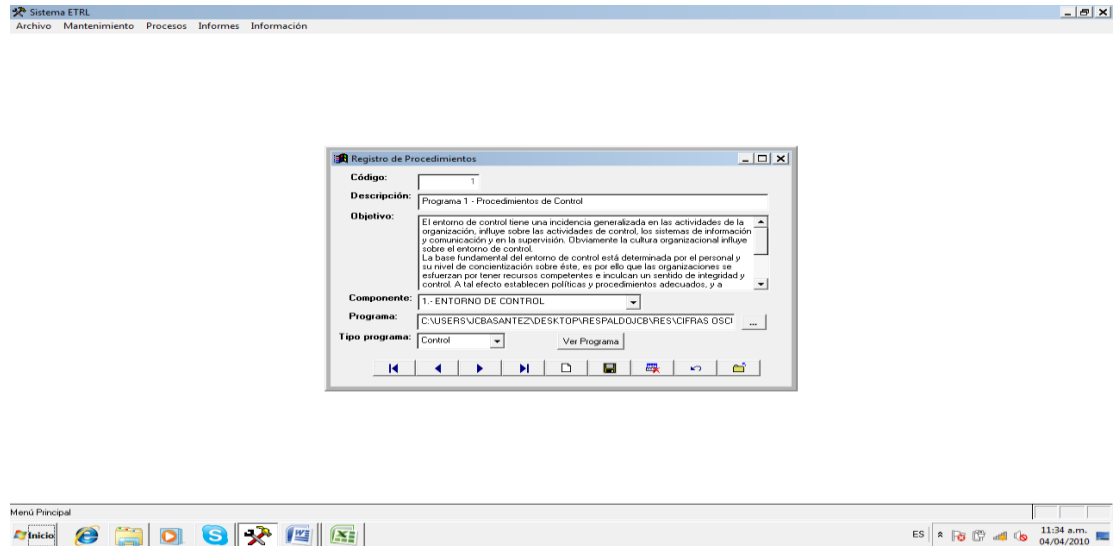 Sistema ETRL
Archivo Mantenimiento Procesos Informes Información
Registro de Procedimientos
Código: 1
Descripción: Programa 1 - Procedimientos de Control
Objetivo: El entorno de control tiene una incidencia generalizada en las actividades de la
organización, influye sobre las actividades de control, los sistemas de información
y comunicación y en la supervisión. Obviamente la cultura organizacional influye
sobre el entorno de control.
La base fundamental del entorno de control está determinada por el personal y
su nivel de concientización sobre éste, es por ello que las organizaciones se
esfuerzan por tener recursos competentes e inculcan un sentido de integridad y
control. A tal efecto establecen políticas y procedimientos adecuados, y a
Componente: 1.- ENTORNO DE CONTROL
Programa: C:\USERS\JCBASANTEZ\DESKTOP\RESPALDOJCB\RES\CIFRAS OSCI ...
Tipo programa: Control Ver Programa
Menú Principal
Inicio ES 11:34 a.m.
04/04/2010